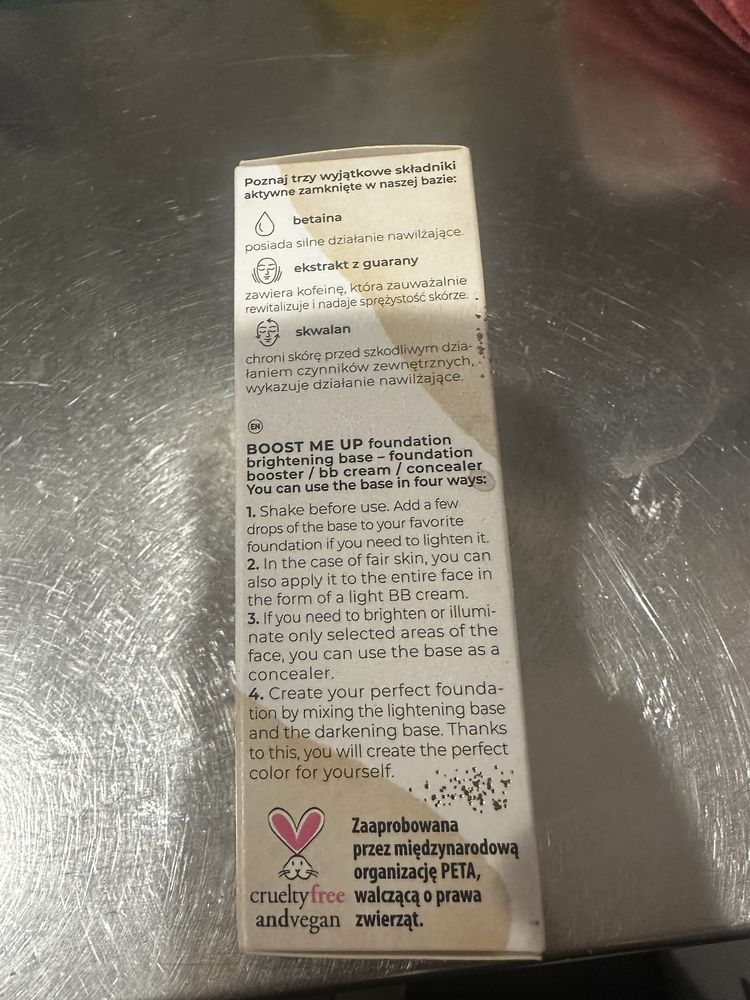 Poznaj trzy wyjątkowe składniki
aktywne zamknięte w naszej bazie:
betaina
posiada silne działanie nawilżające.
ekstrakt z guarany
zawiera kofeinę, która zauważalnie
rewitalizuje i nadaje sprężystość skórze.
skwalan
chroni skórę przed szkodliwym dzia-
łaniem czynników zewnętrznych,
wykazuje działanie nawilżające.
EN
BOOST ME UP foundation
brightening base – foundation
booster / bb cream / concealer
You can use the base in four ways:
1. Shake before use. Add a few
drops of the base to your favorite
foundation if you need to lighten it.
2. In the case of fair skin, you can
also apply it to the entire face in
the form of a light BB cream.
3. If you need to brighten or illumi-
nate only selected areas of the
face, you can use the base as a
concealer.
4. Create your perfect founda-
tion by mixing the lightening base
and the darkening base. Thanks
to this, you will create the perfect
color for yourself.
crueltyfree
andvegan
Zaaprobowana
przez międzynarodową
organizację PETA,
walczącą o prawa
zwierząt.